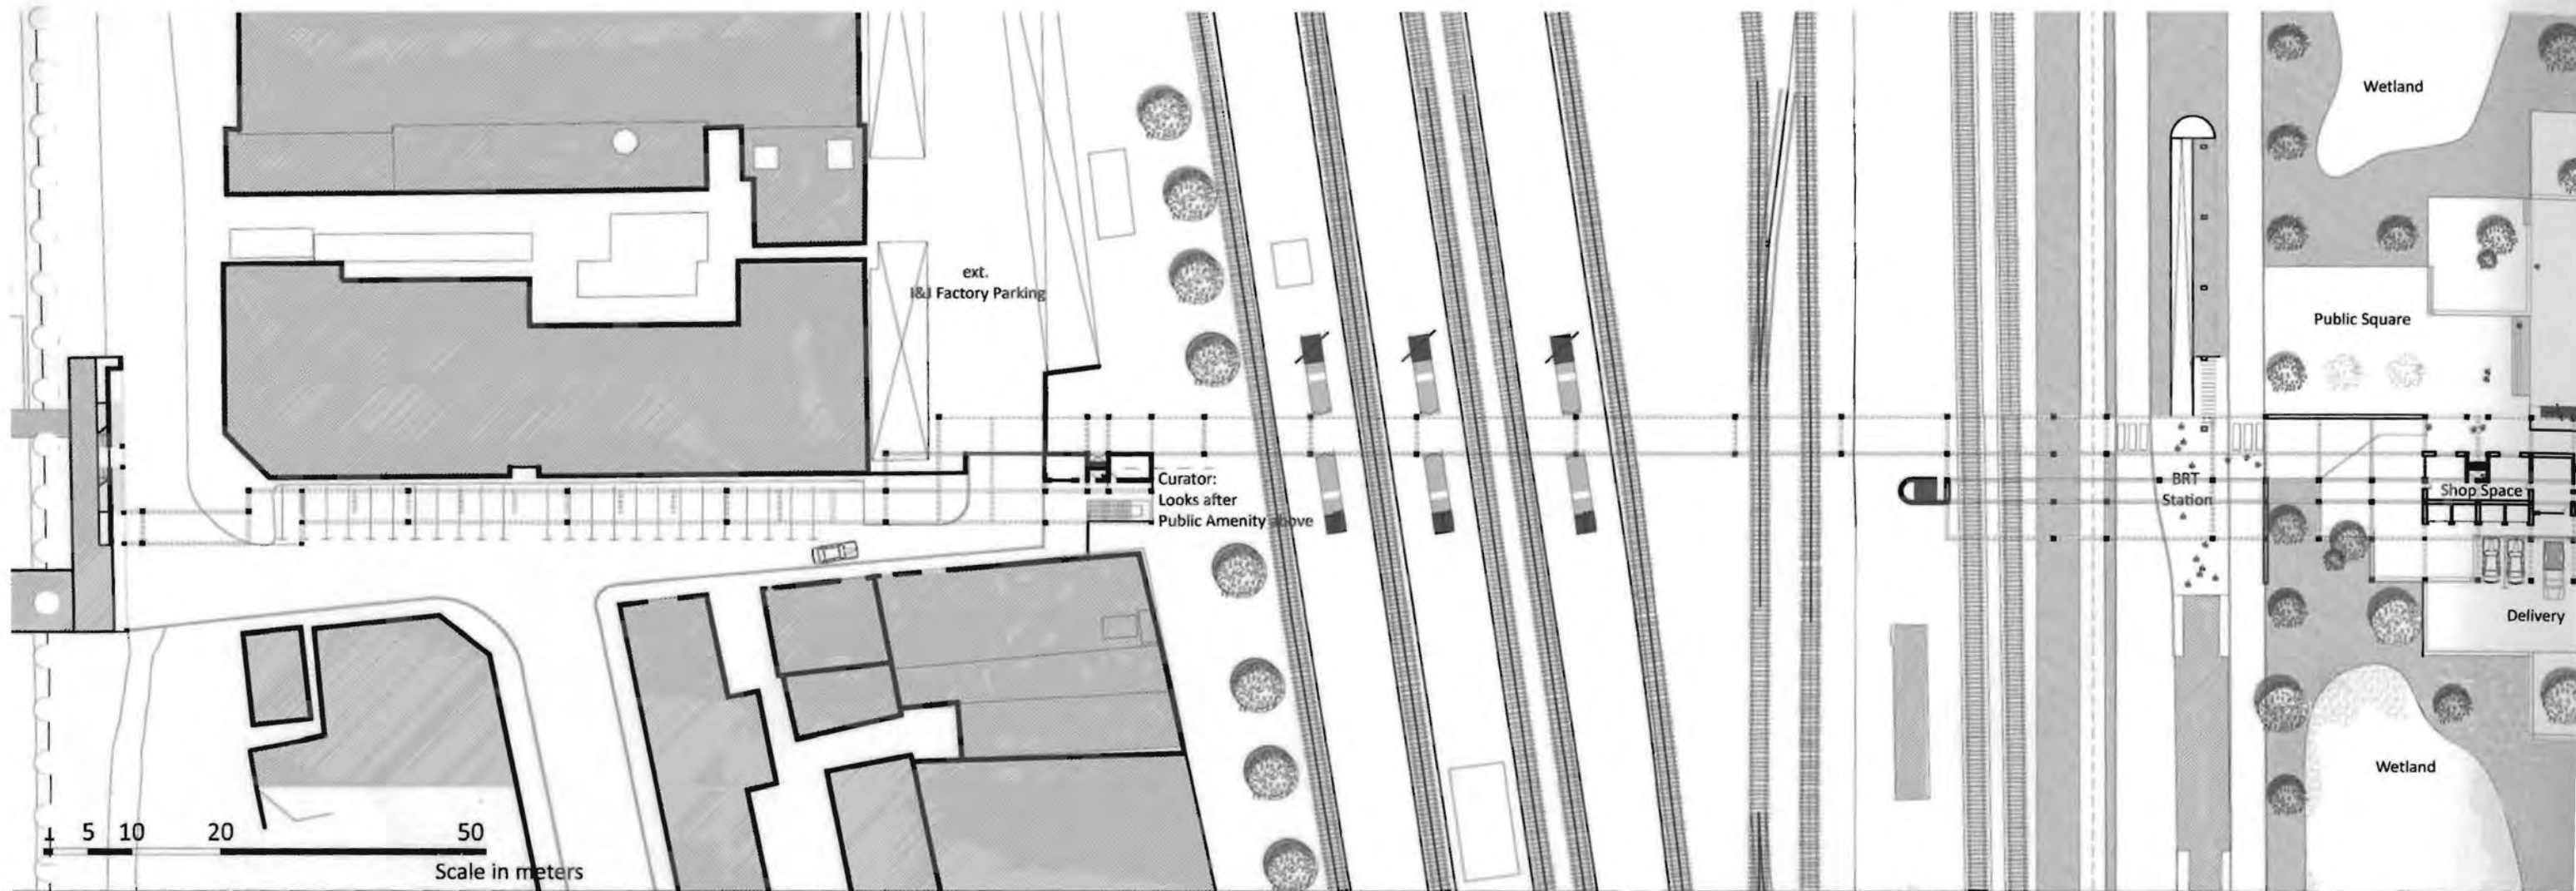 Wetland
ext.
I&J Factory Parking
Public Square
Curator:
Looks after
Public Amenity above
BRT
Station
Shop Space
Delivery
Wetland
1 5 10 20 50
Scale in meters